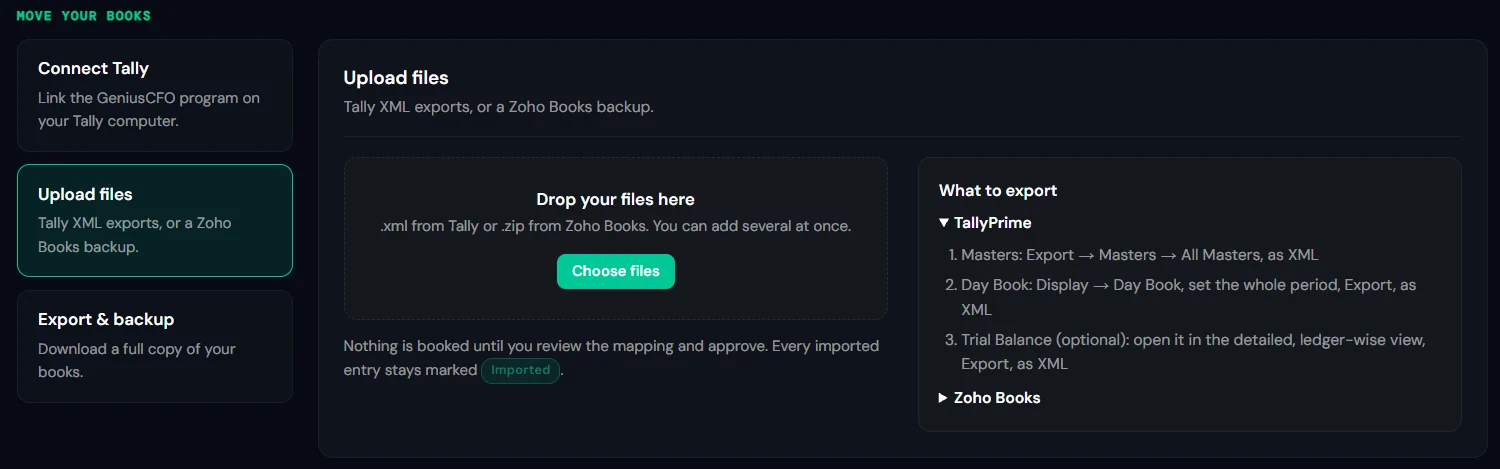 MOVE YOUR BOOKS
Connect Tally
Link the GeniusCFO program on
your Tally computer.
Upload files
Tally XML exports, or a Zoho
Books backup.
Export & backup
Download a full copy of your
books.
Upload files
Tally XML exports, or a Zoho Books backup.
Drop your files here
.xml from Tally or .zip from Zoho Books. You can add several at once.
Choose files
Nothing is booked until you review the mapping and approve. Every imported
entry stays marked Imported.
What to export
▼ TallyPrime
1. Masters: Export → Masters → All Masters, as XML
2. Day Book: Display → Day Book, set the whole period, Export, as
XML
3. Trial Balance (optional): open it in the detailed, ledger-wise view,
Export, as XML
▶ Zoho Books